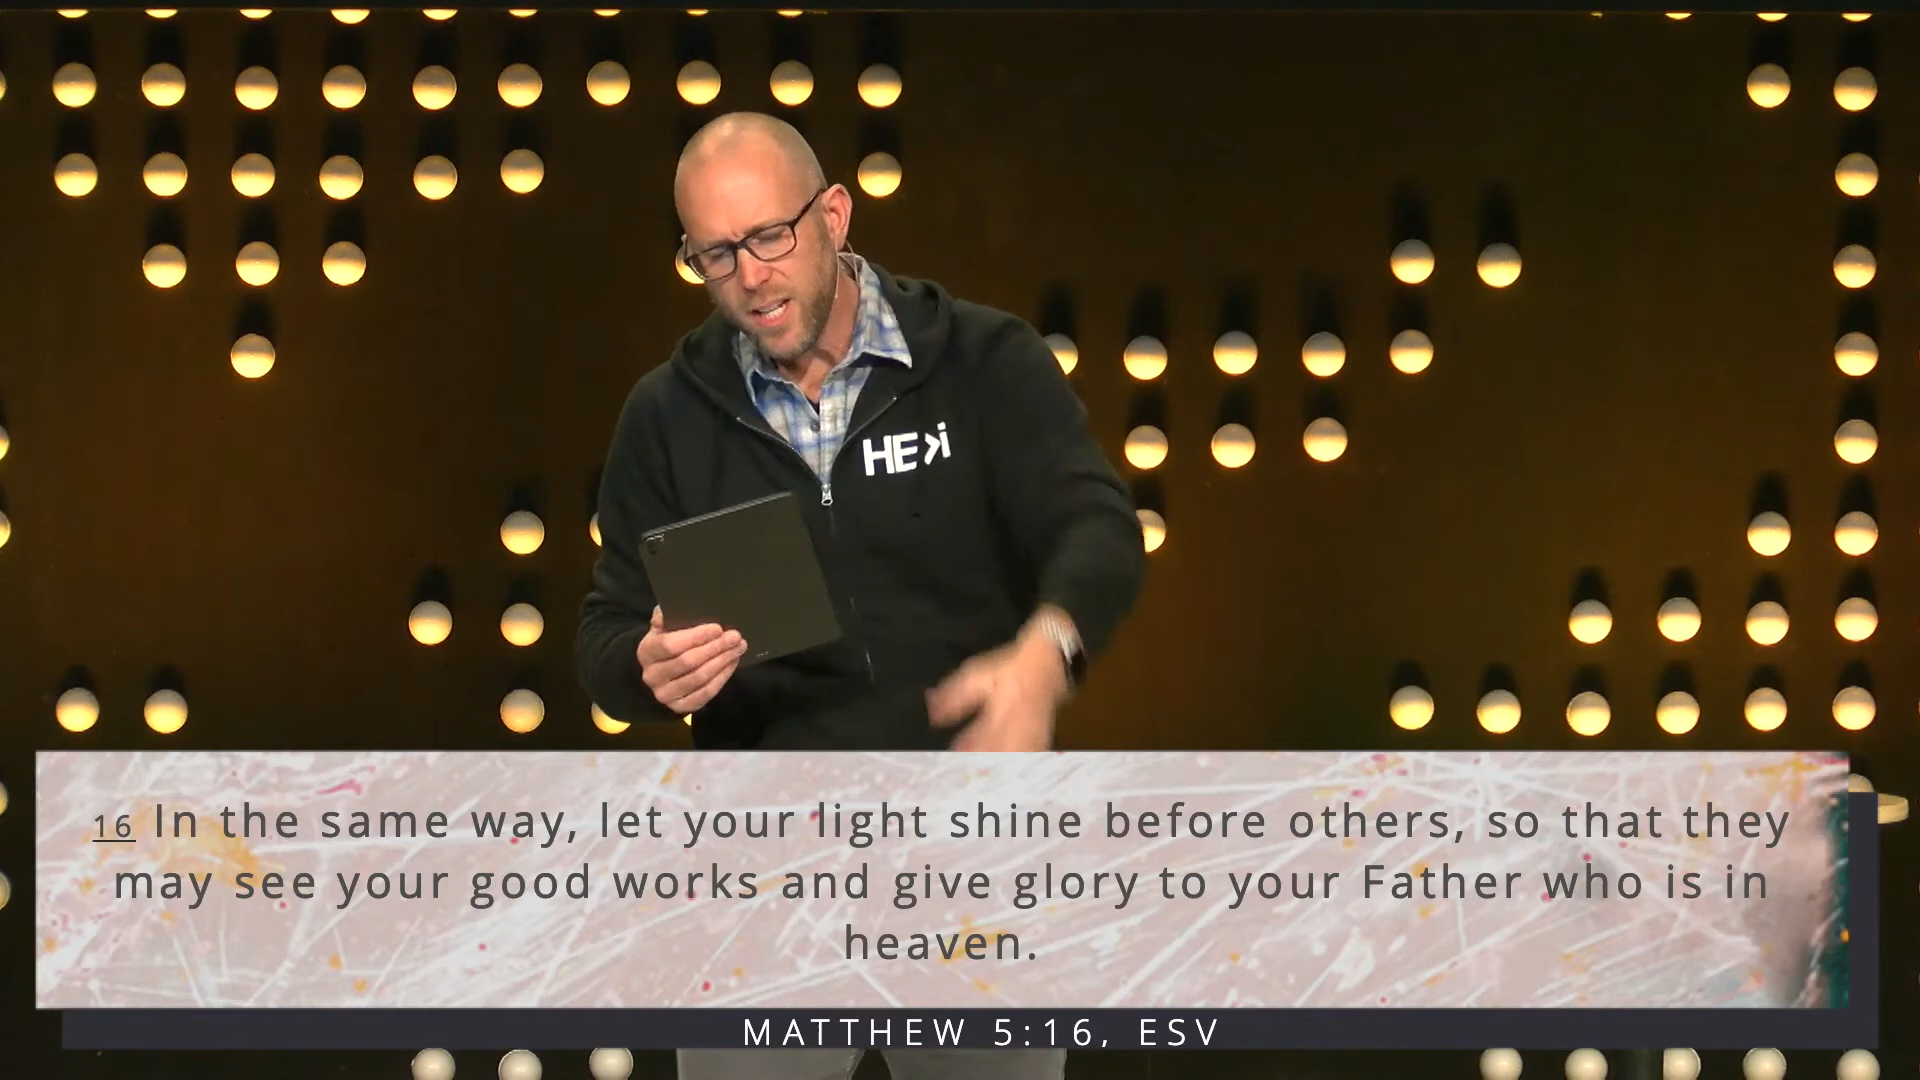 HE>i
16 In the same way, let your light shine before others, so that they
may see your good works and give glory to your Father who is in
heaven.
MATTHEW 5:16, ESV